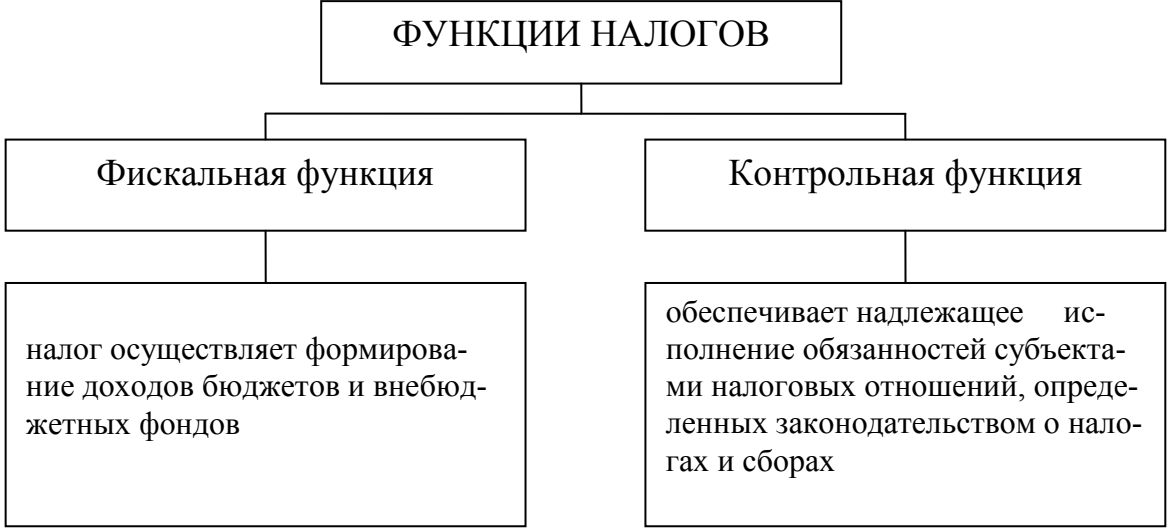 ФУНКЦИИ НАЛОГОВ
Фискальная функция
Контрольная функция
налог осуществляет формирова-
ние доходов бюджетов и внебюд-
жетных фондов
обеспечивает надлежащее ис-
полнение обязанностей субъекта-
ми налоговых отношений, опреде-
ленных законодательством о нало-
гах и сборах